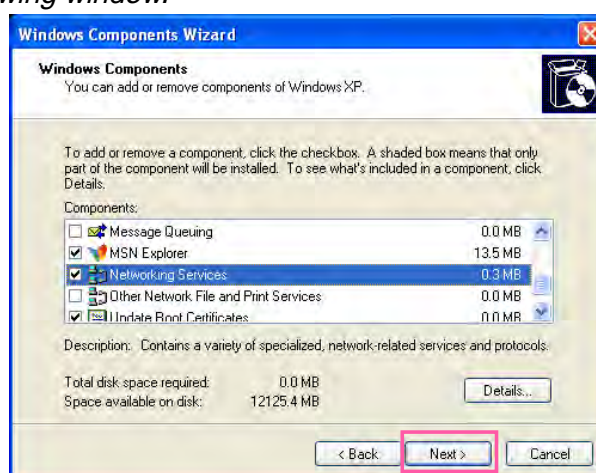 wing window.
Windows Components Wizard
Windows Components
You can add or remove components of Windows XP.
To add or remove a component, click the checkbox. A shaded box means that only
part of the component will be installed. To see what's included in a component, click
Details.
Components:
Message Queuing 0.0 MB
MSN Explorer 13.5 MB
Networking Services 0.3 MB
Other Network File and Print Services 0.0 MB
Update Root Certificates 0.0 MB
Description: Contains a variety of specialized, network-related services and protocols.
Total disk space required: 0.0 MB
Space available on disk: 12125.4 MB
Details...
< Back Next > Cancel